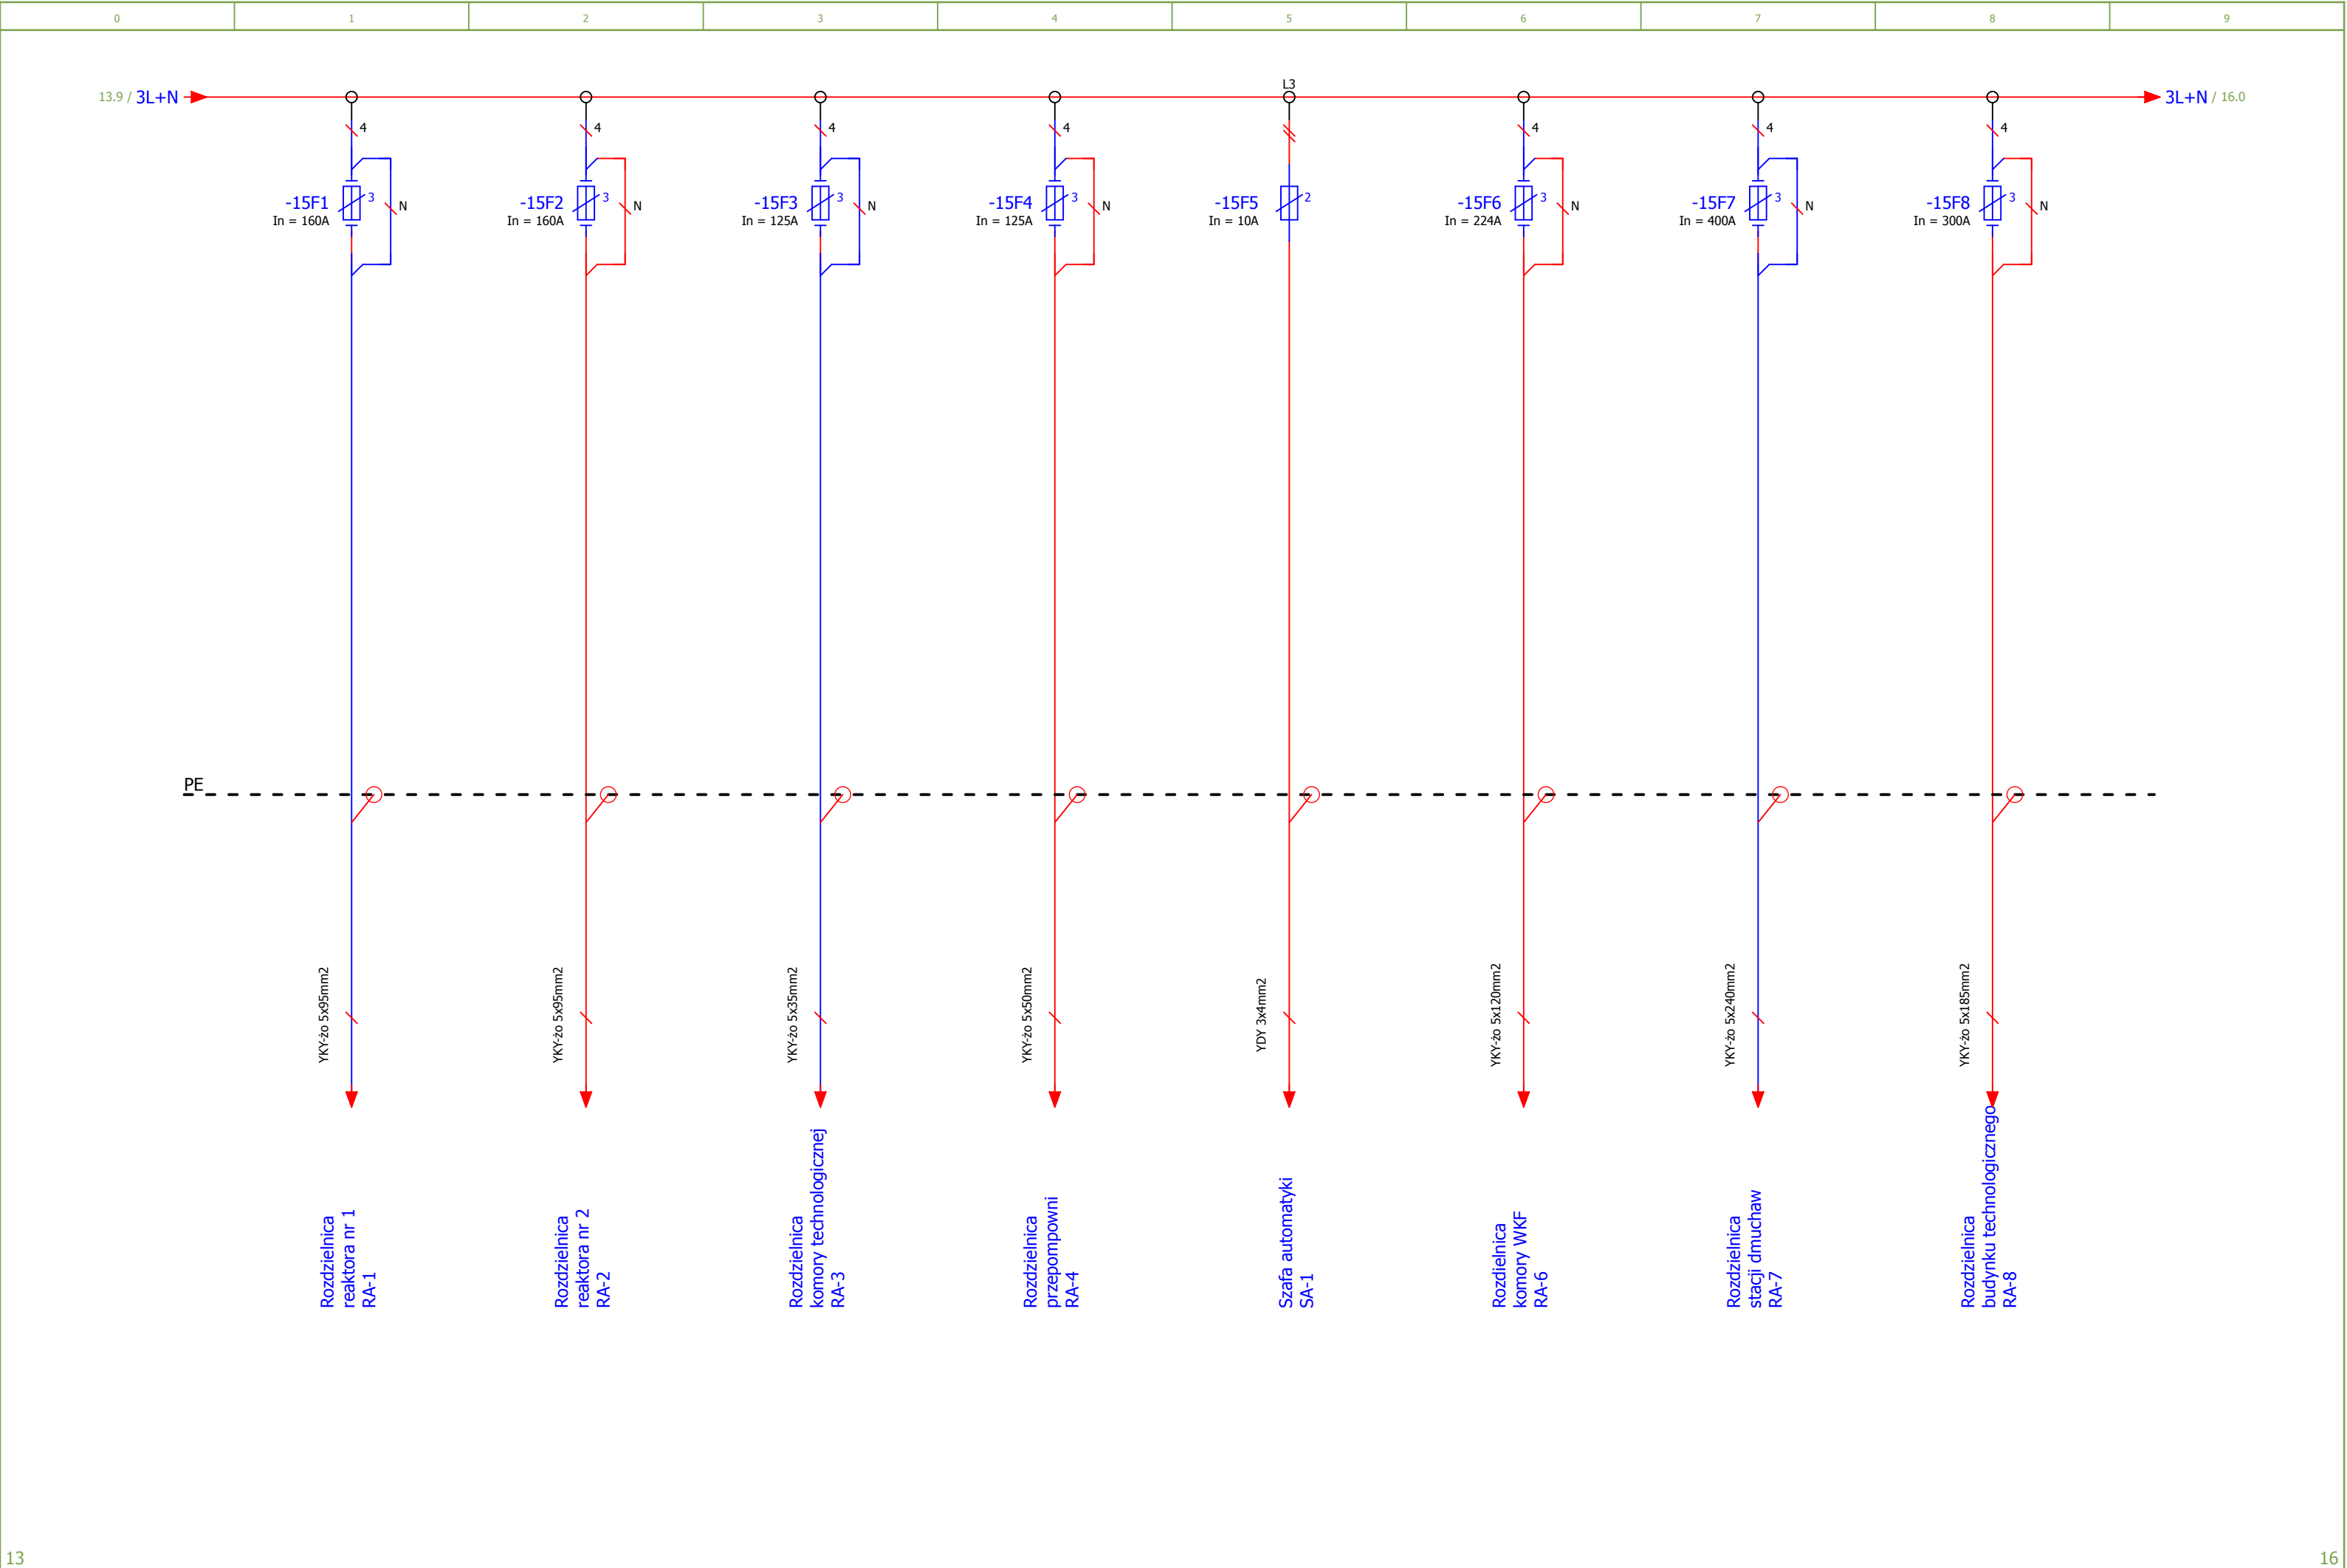 0 1 2 3 4 5 6 7 8 9
L3
13.9 / 3L+N
3L+N / 16.0
4 4 4 4 4 4 4
-15F1 3 N
In = 160A
-15F2 3 N
In = 160A
-15F3 3 N
In = 125A
-15F4 3 N
In = 125A
-15F5 2
In = 10A
-15F6 3 N
In = 224A
-15F7 3 N
In = 400A
-15F8 3 N
In = 300A
PE
YKY-żo 5x95mm2
YKY-żo 5x95mm2
YKY-żo 5x35mm2
YKY-żo 5x50mm2
YDY 3x4mm2
YKY-żo 5x120mm2
YKY-żo 5x240mm2
YKY-żo 5x185mm2
Rozdzielnica
reaktora nr 1
RA-1
Rozdzielnica
reaktora nr 2
RA-2
Rozdzielnica
komory technologicznej
RA-3
Rozdzielnica
przepompowni
RA-4
Szafa automatyki
SA-1
Rozdielnica
komory WKF
RA-6
Rozdzielnica
stacji dmuchaw
RA-7
Rozdzielnica
budynku technologicznego
RA-8
13
16